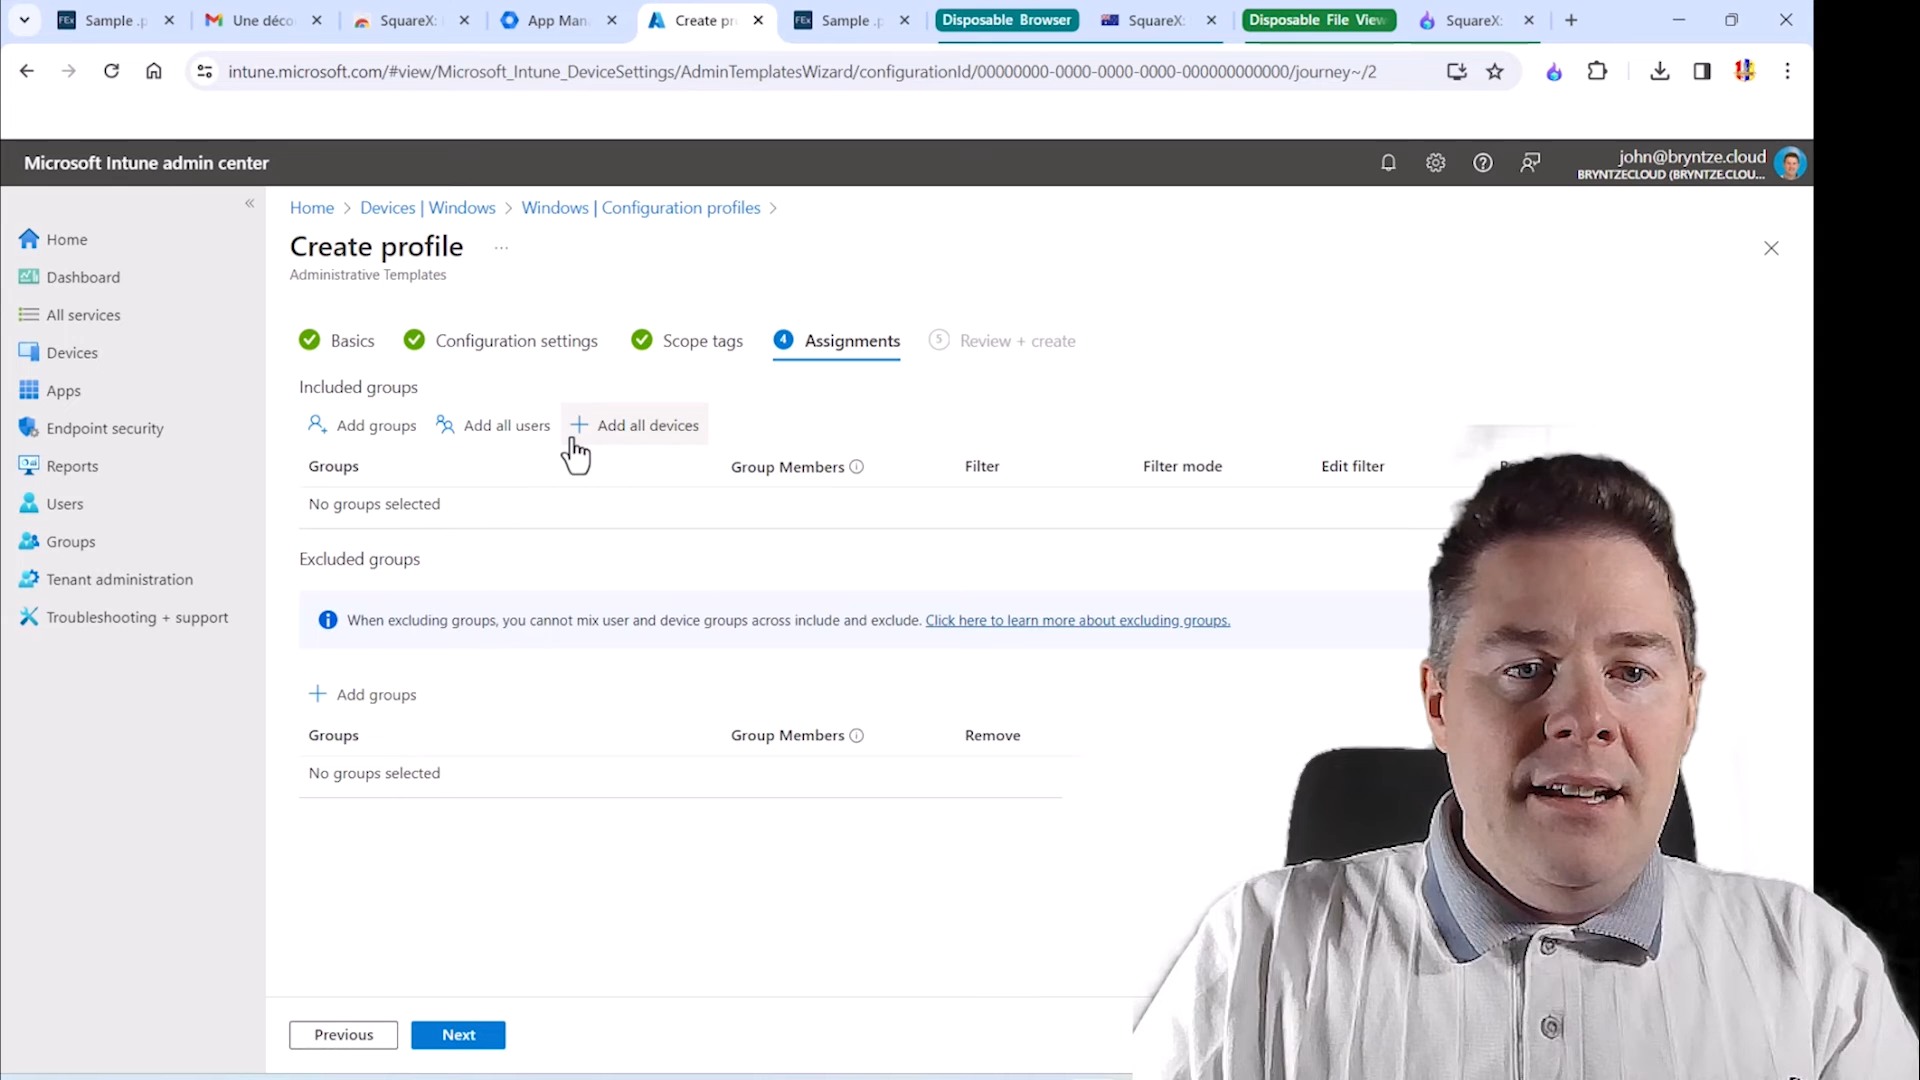 Sample .p
Une déco
SquareX:
App Man
Create pr
Sample .p
Disposable Browser
SquareX:
Disposable File View
SquareX:
intune.microsoft.com/#view/Microsoft_Intune_DeviceSettings/AdminTemplatesWizard/configurationId/00000000-0000-0000-0000-000000000000/journey~/2
Microsoft Intune admin center
john@bryntze.cloud
BRYNTZECLOUD (BRYNTZE.CLOU...
Home
Dashboard
All services
Devices
Apps
Endpoint security
Reports
Users
Groups
Tenant administration
Troubleshooting + support
Home > Devices | Windows > Windows | Configuration profiles >
Create profile ...
Administrative Templates
Basics
Configuration settings
Scope tags
4 Assignments
5 Review + create
Included groups
Add groups Add all users Add all devices
Groups Group Members Filter Filter mode Edit filter
No groups selected
Excluded groups
When excluding groups, you cannot mix user and device groups across include and exclude. Click here to learn more about excluding groups.
Add groups
Groups Group Members Remove
No groups selected
Previous Next